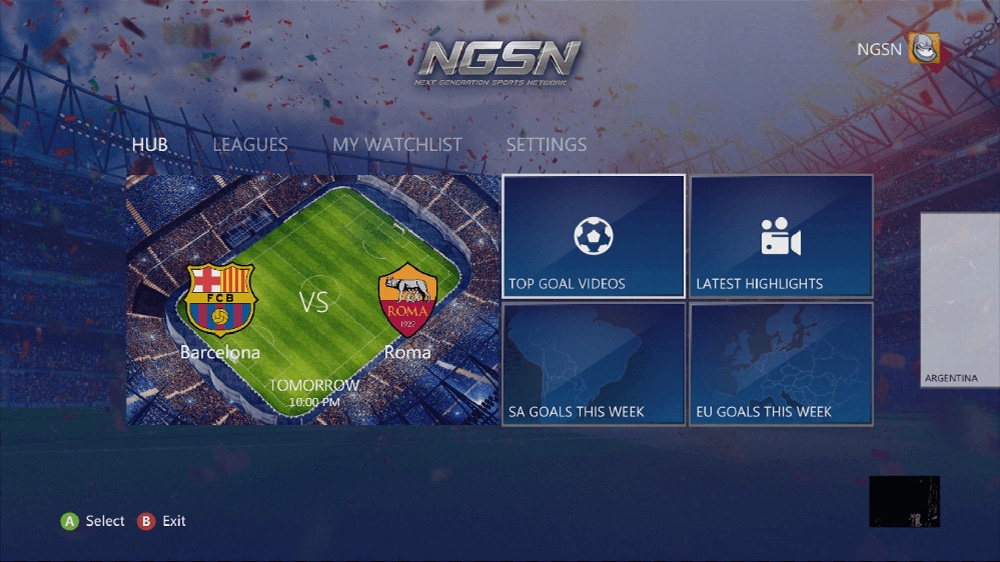 NGSN
NEXT GENERATION SPORTS NETWORK
NGSN
HUB
LEAGUES
MY WATCHLIST
SETTINGS
FCB
Barcelona
VS
ROMA
1927
Roma
TOMORROW
10:00 PM
TOP GOAL VIDEOS
LATEST HIGHLIGHTS
SA GOALS THIS WEEK
EU GOALS THIS WEEK
ARGENTINA
A Select
B Exit